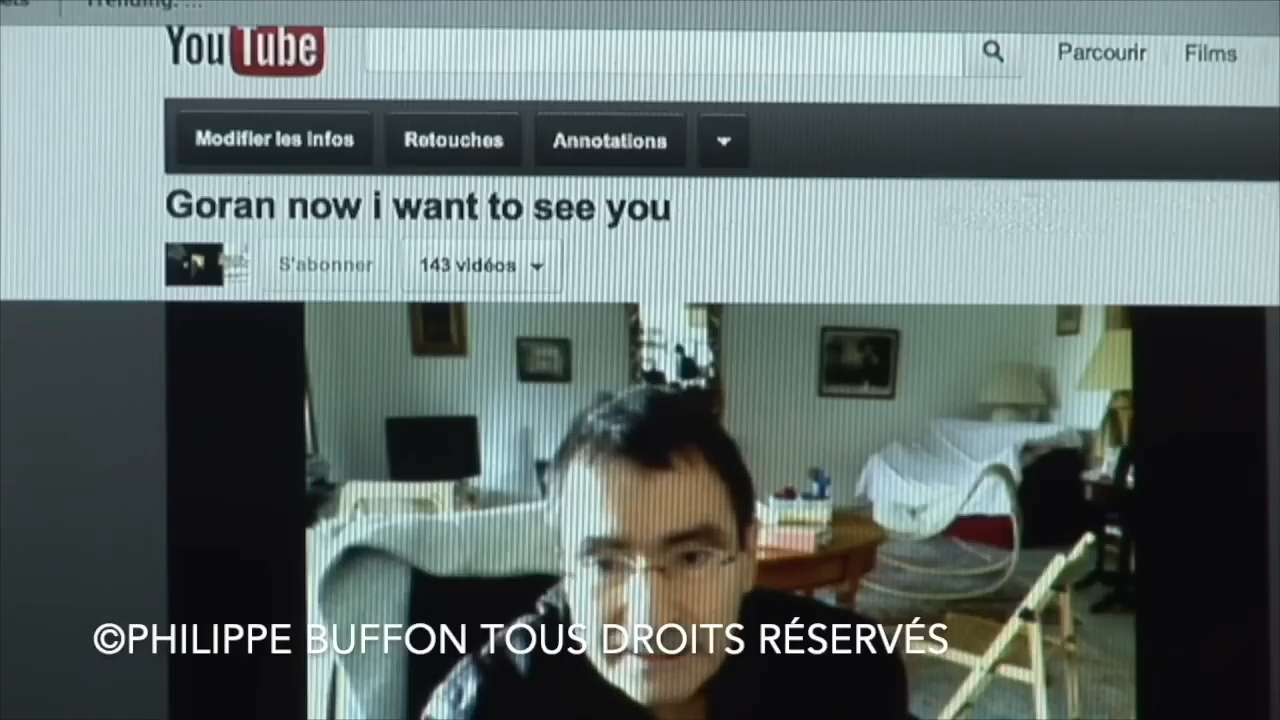 Trending: ...
YouTube
Parcourir
Films
Modifier les infos
Retouches
Annotations
Goran now i want to see you
S'abonner
143 vidéos
©PHILIPPE BUFFON TOUS DROITS RÉSERVÉS